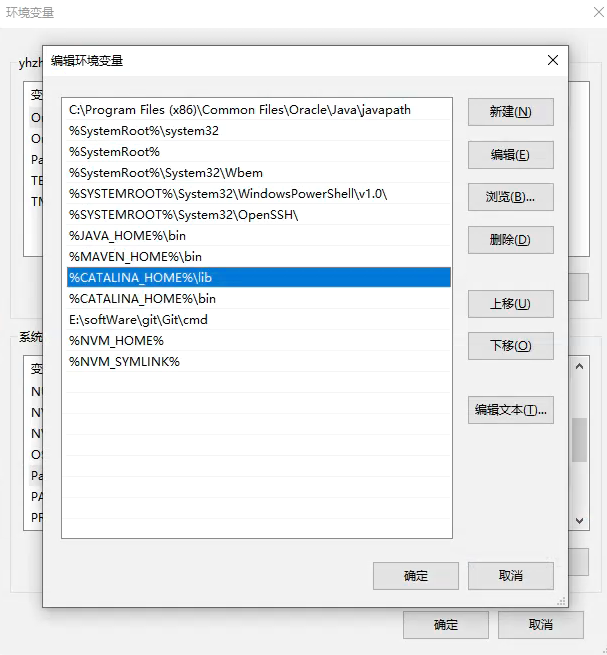 环境变量
编辑环境变量
yhzh
C:\Program Files (x86)\Common Files\Oracle\Java\javapath
%SystemRoot%\system32
%SystemRoot%
%SystemRoot%\System32\Wbem
%SYSTEMROOT%\System32\WindowsPowerShell\v1.0\
%SYSTEMROOT%\System32\OpenSSH\
%JAVA_HOME%\bin
%MAVEN_HOME%\bin
%CATALINA_HOME%\lib
%CATALINA_HOME%\bin
E:\softWare\git\Git\cmd
%NVM_HOME%
%NVM_SYMLINK%
新建(N)
编辑(E)
浏览(B)...
删除(D)
上移(U)
下移(O)
编辑文本(T)...
确定
取消
变
Pa
TE
系统
变
Pa
PA
PR
确定
取消